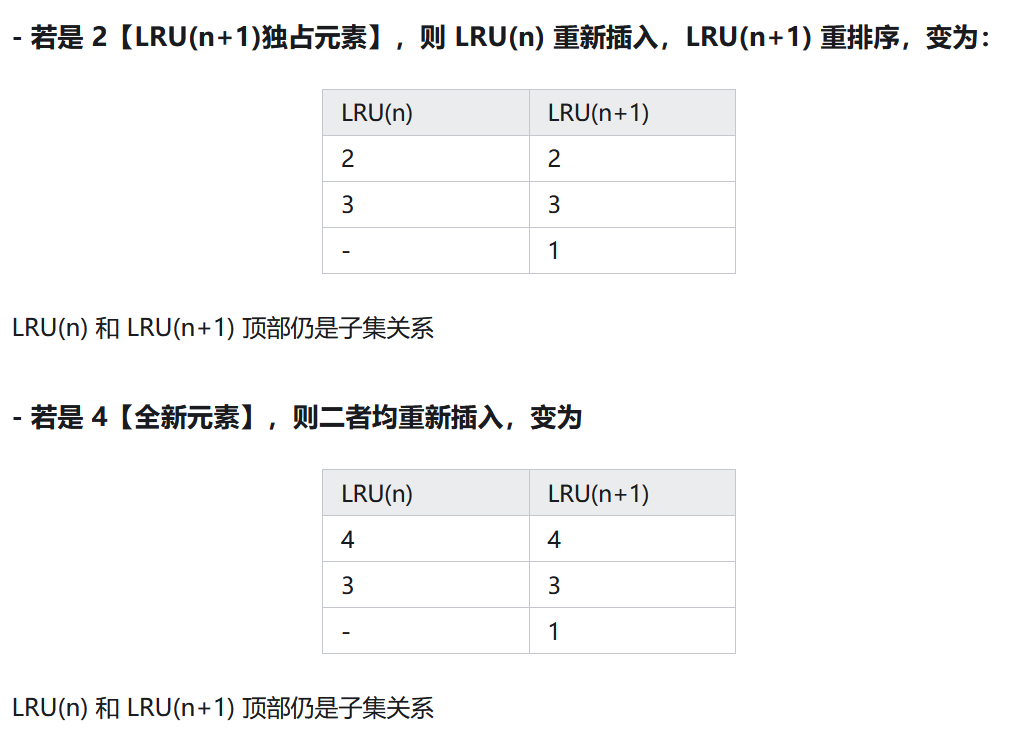 - 若是 2【LRU(n+1)独占元素】，则 LRU(n) 重新插入，LRU(n+1) 重排序，变为：
LRU(n) LRU(n+1)
2 2
3 3
- 1
LRU(n) 和 LRU(n+1) 顶部仍是子集关系
- 若是 4【全新元素】，则二者均重新插入，变为
LRU(n) LRU(n+1)
4 4
3 3
- 1
LRU(n) 和 LRU(n+1) 顶部仍是子集关系